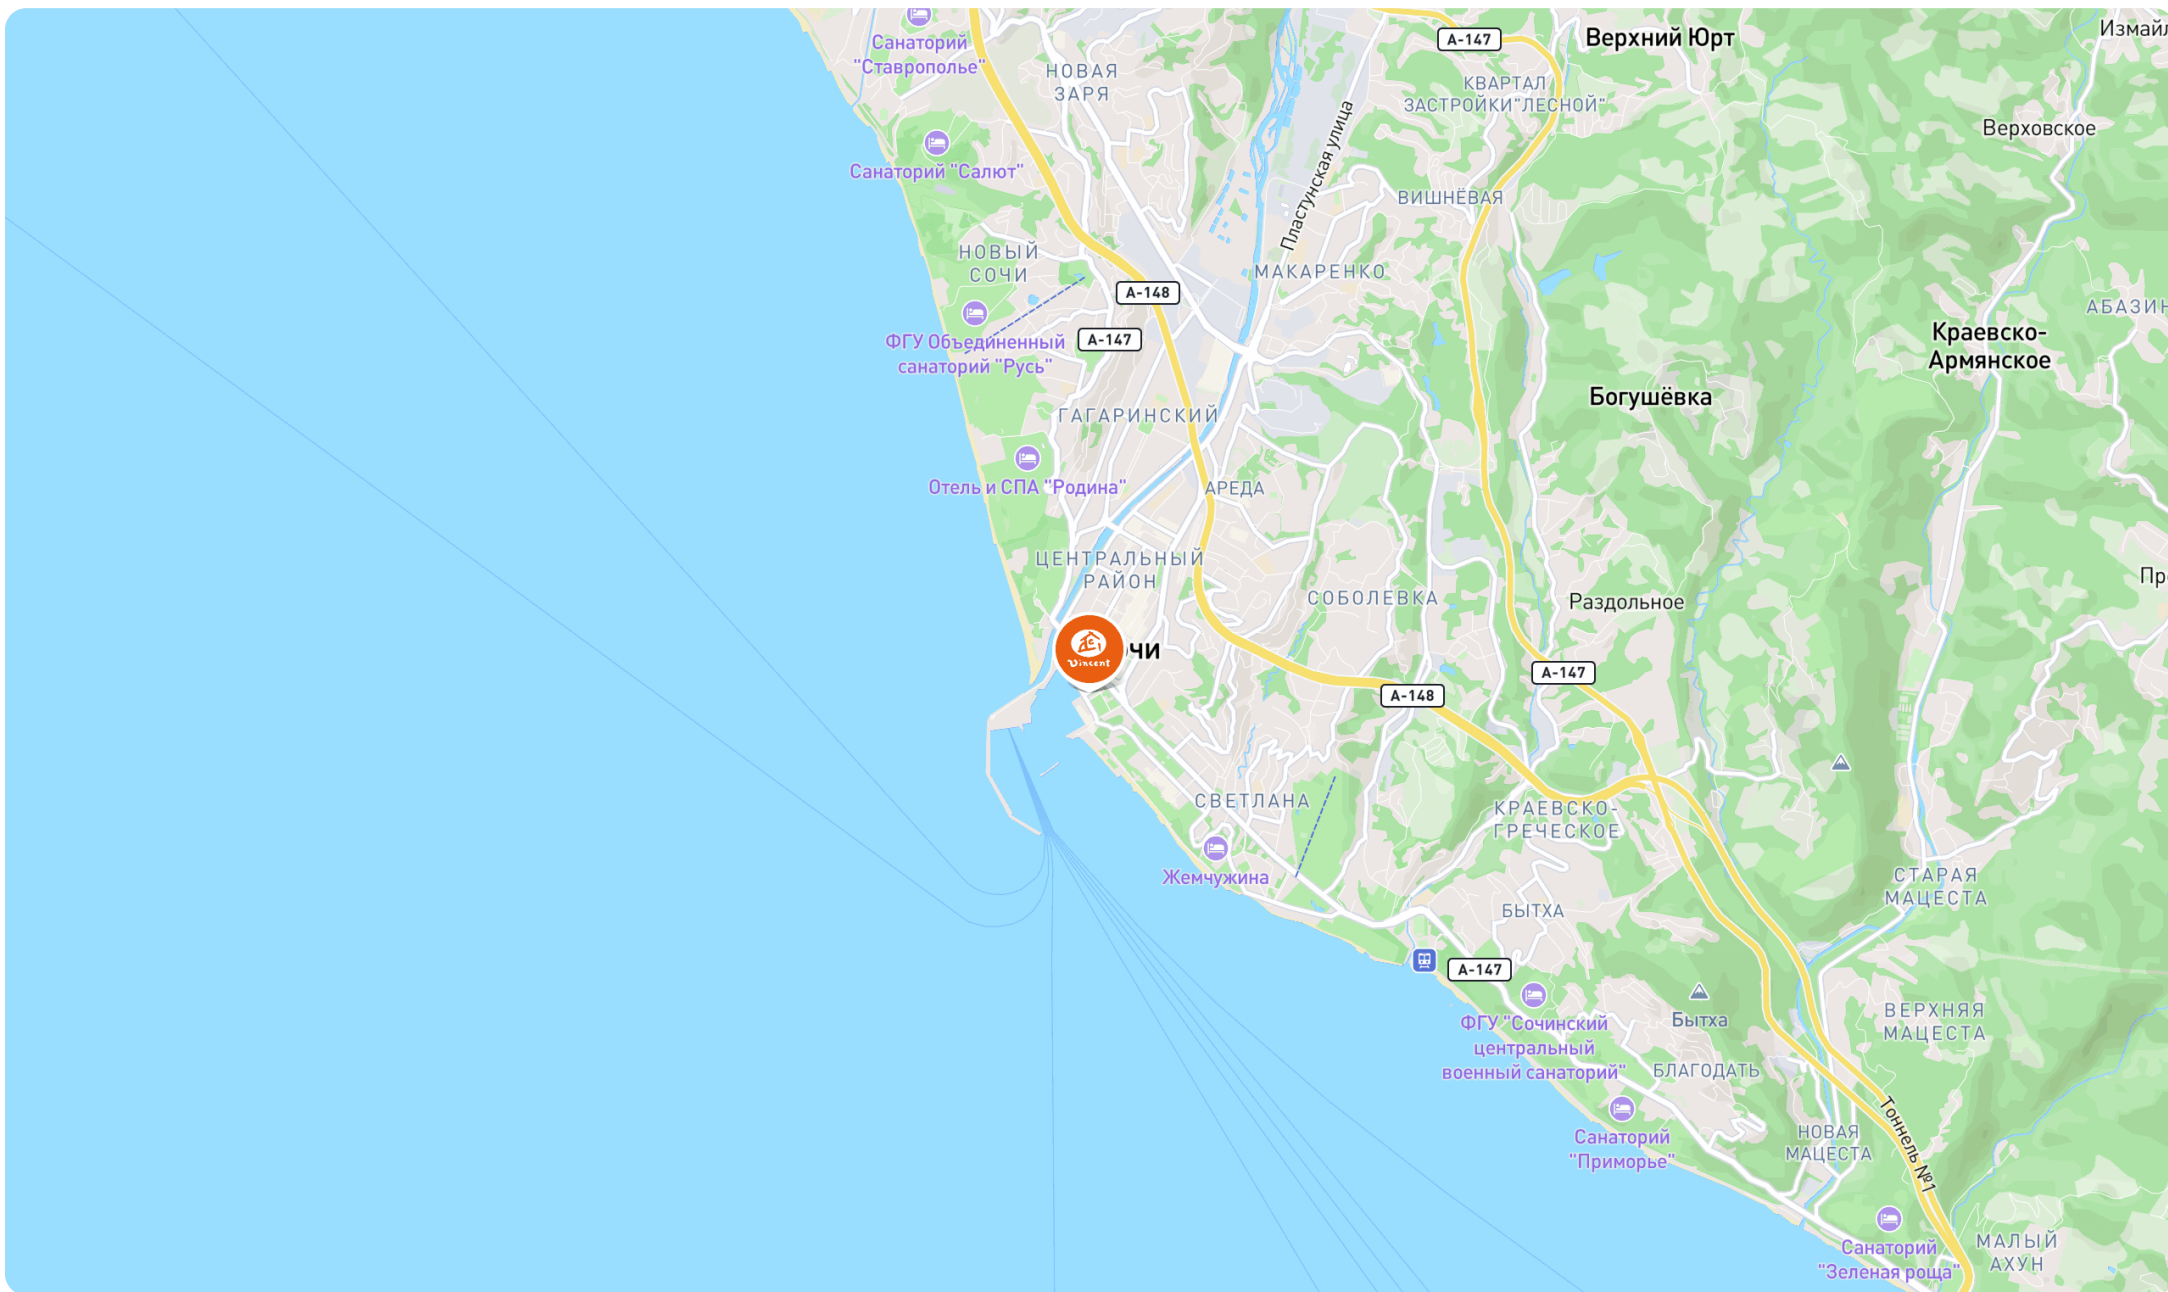 Санаторий
"Ставрополье"
НОВАЯ
ЗАРЯ
А-147
Верхний Юрт
Измайл
КВАРТАЛ
ЗАСТРОЙКИ"ЛЕСНОЙ"
Верховское
Санаторий "Салют"
Пластунская улица
ВИШНЁВАЯ
НОВЫЙ
СОЧИ
МАКАРЕНКО
А-148
АБАЗИН
ФГУ Объединенный
санаторий "Русь"
А-147
Краевско-
Армянское
Богушёвка
ГАГАРИНСКИЙ
Отель и СПА "Родина"
АРЕДА
ЦЕНТРАЛЬНЫЙ
РАЙОН
СОБОЛЕВКА
Раздольное
Пр
Vincent
чи
А-148
А-147
СВЕТЛАНА
КРАЕВСКО-
ГРЕЧЕСКОЕ
Жемчужина
СТАРАЯ
МАЦЕСТА
БЫТХА
А-147
ФГУ "Сочинский
центральный
военный санаторий"
Бытха
ВЕРХНЯЯ
МАЦЕСТА
БЛАГОДАТЬ
Санаторий
"Приморье"
НОВАЯ
МАЦЕСТА
Тоннель №1
Санаторий
"Зеленая роща"
МАЛЫЙ
АХУН